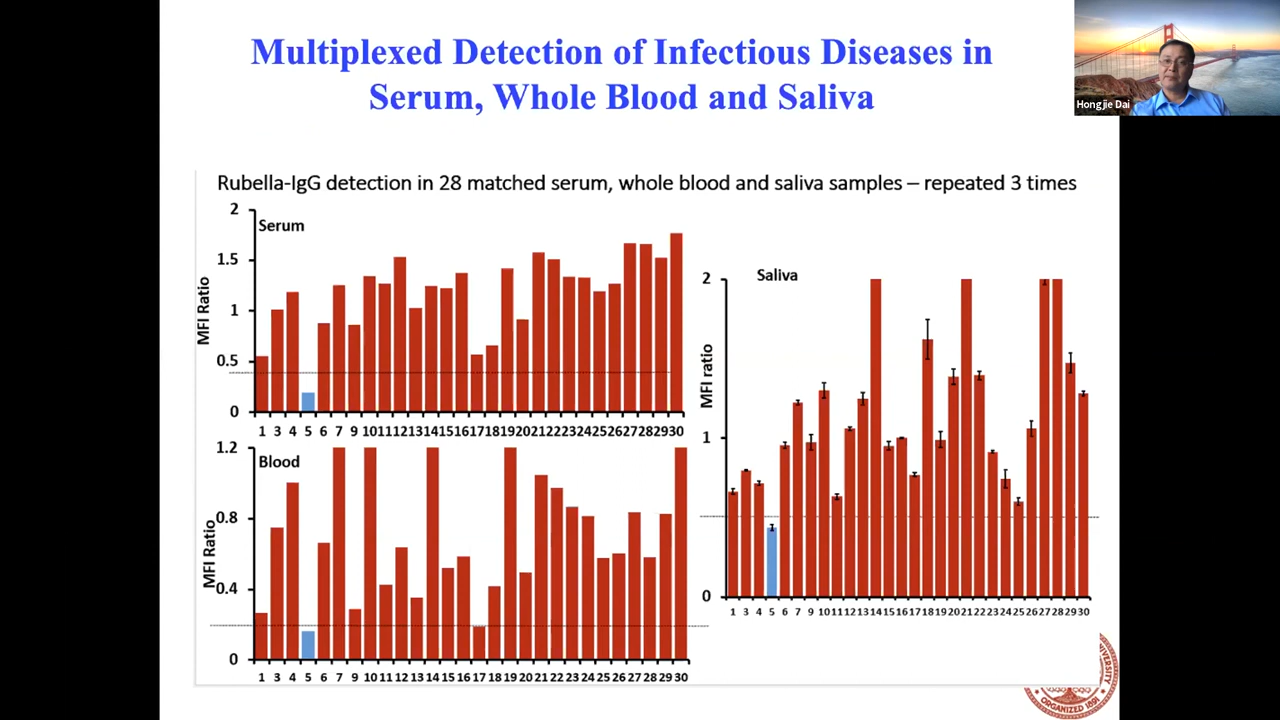 Multiplexed Detection of Infectious Diseases in
Serum, Whole Blood and Saliva
Hongjie Dai
Rubella-IgG detection in 28 matched serum, whole blood and saliva samples – repeated 3 times
Serum
MFI Ratio
2
1.5
1
0.5
0
1 3 4 5 6 7 9 10 11 12 13 14 15 16 17 18 19 20 21 22 23 24 25 26 27 28 29 30
Blood
MFI Ratio
1.2
0.8
0.4
0
1 3 4 5 6 7 9 10 11 12 13 14 15 16 17 18 19 20 21 22 23 24 25 26 27 28 29 30
Saliva
MFI ratio
2
1
0
1 3 4 5 6 7 9 10 11 12 13 14 15 16 17 18 19 20 21 22 23 24 25 26 27 28 29 30
ORGANIZED 1891